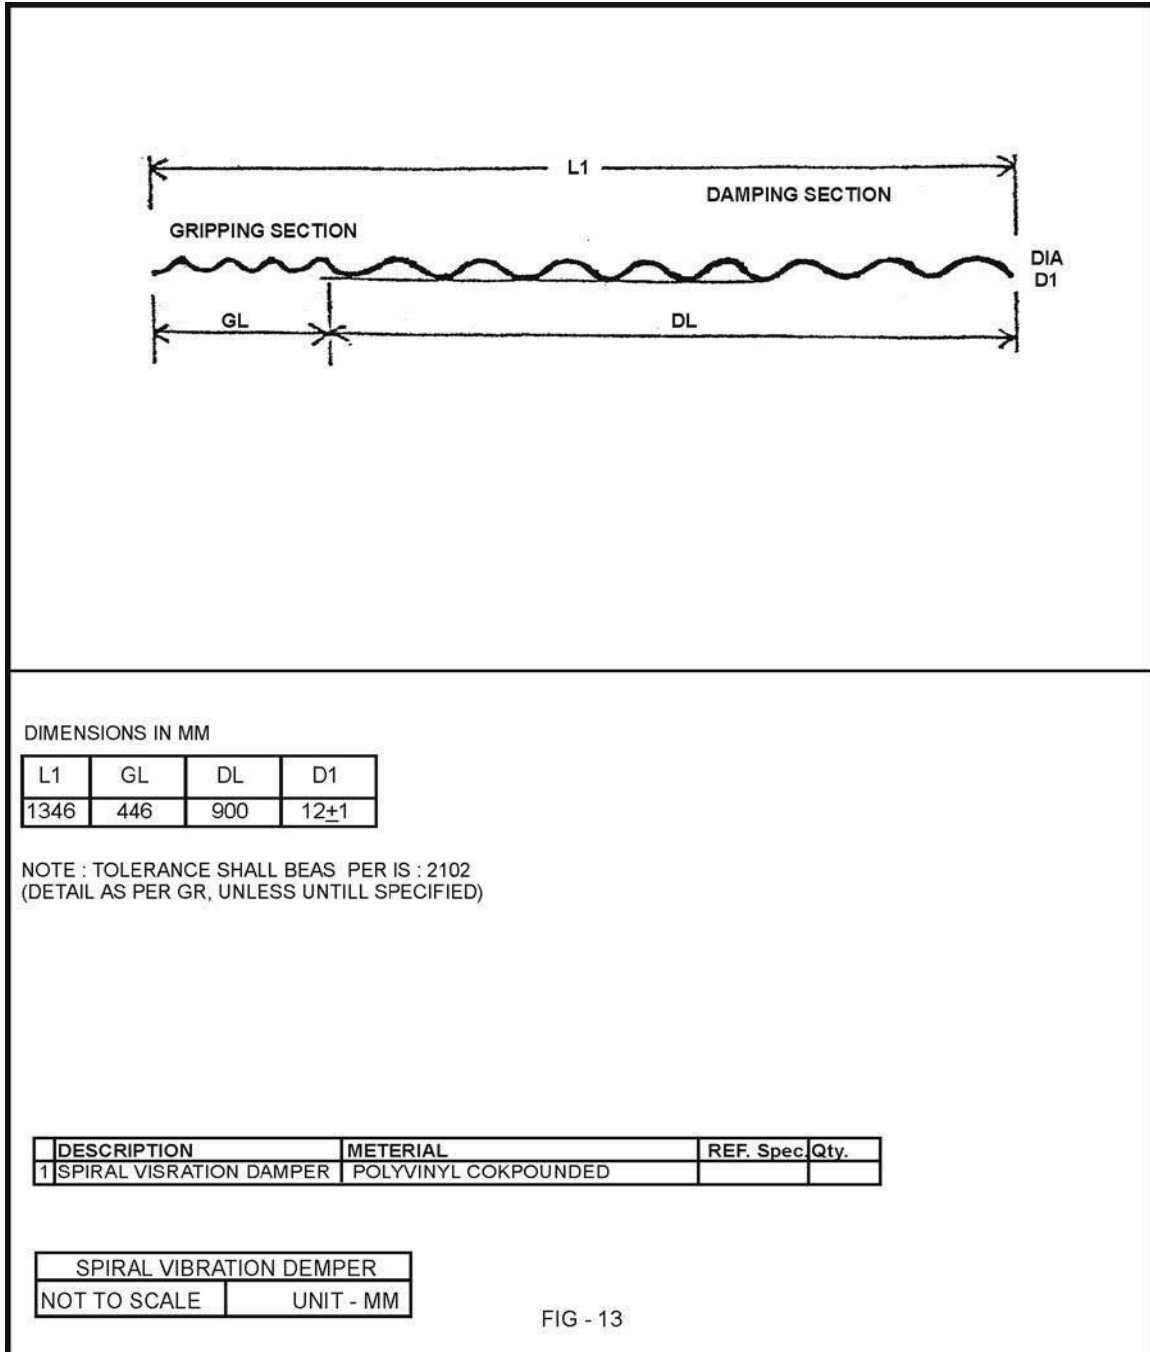 L1
DAMPING SECTION
GRIPPING SECTION
DIA
D1
GL
DL
DIMENSIONS IN MM
L1 GL DL D1
1346 446 900 12±1
NOTE : TOLERANCE SHALL BEAS PER IS : 2102
(DETAIL AS PER GR, UNLESS UNTILL SPECIFIED)
DESCRIPTION METERIAL REF. Spec. Qty.
1 SPIRAL VISRATION DAMPER POLYVINYL COKPOUNDED
SPIRAL VIBRATION DEMPER
NOT TO SCALE UNIT - MM
FIG - 13